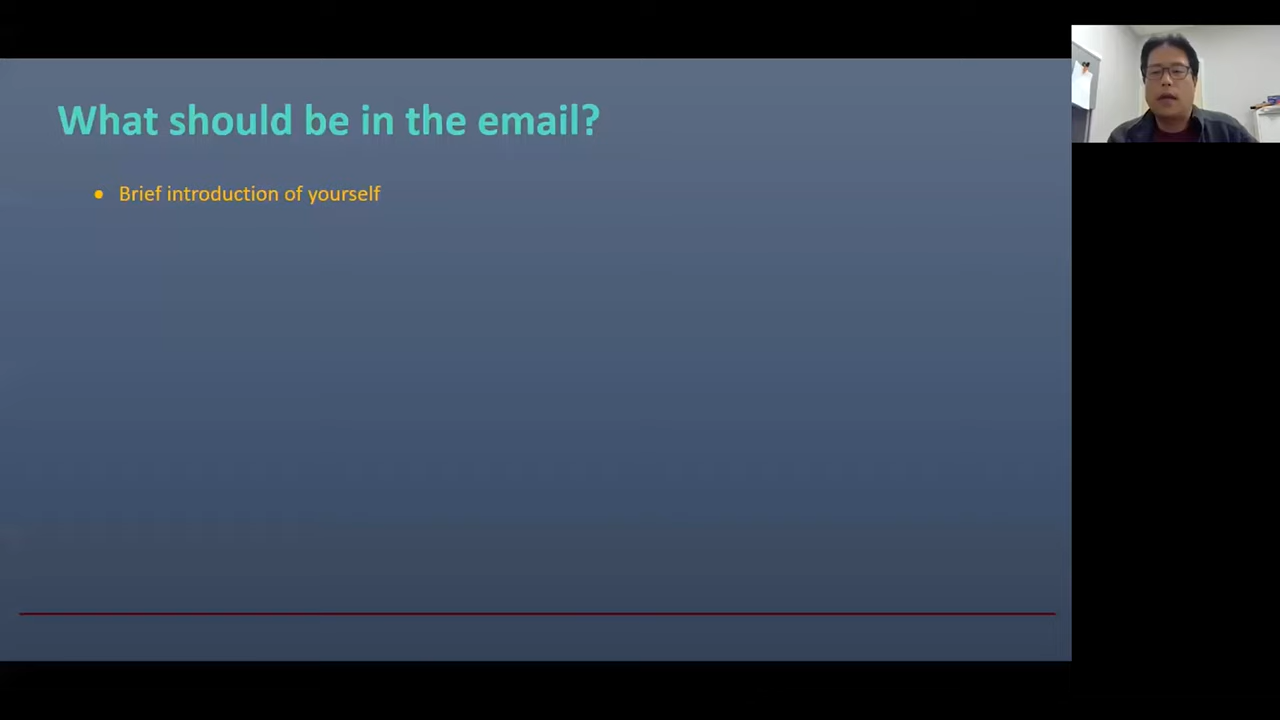 What should be in the email?
• Brief introduction of yourself